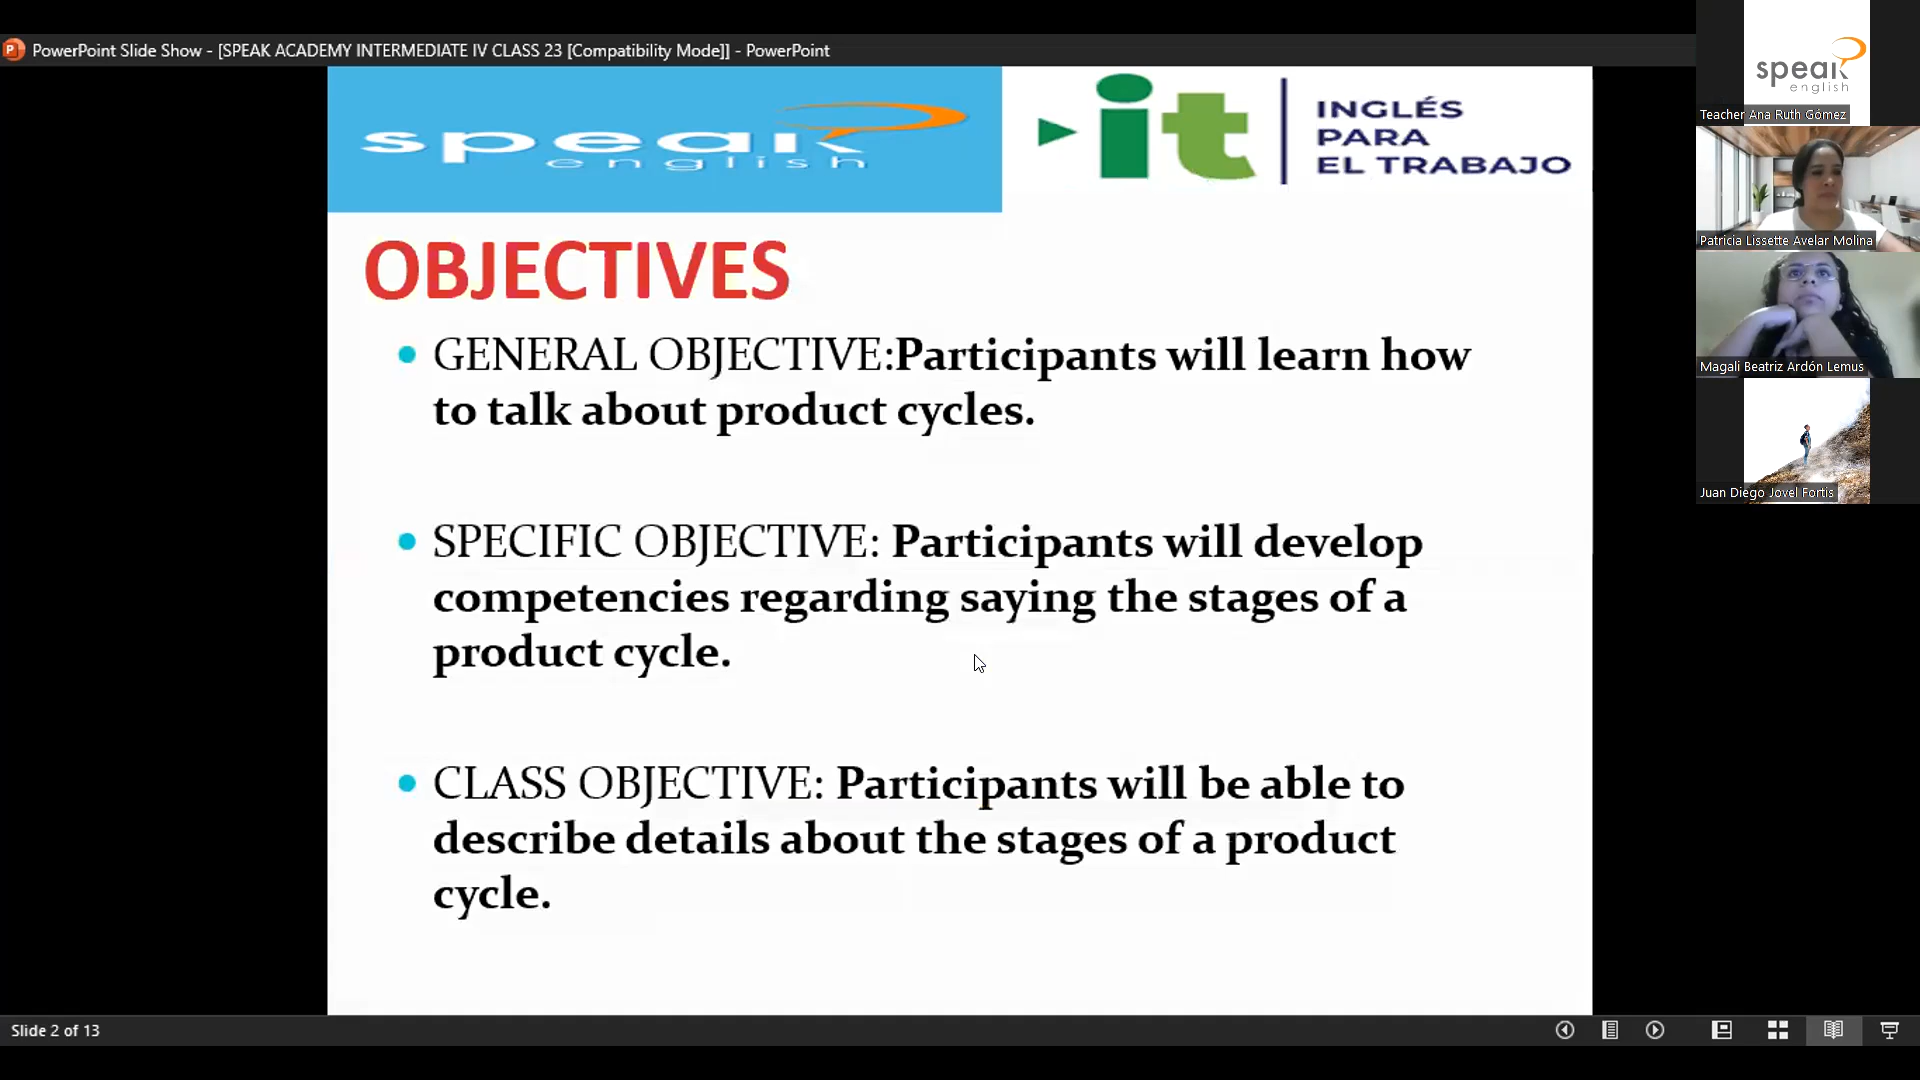 PowerPoint Slide Show - [SPEAK ACADEMY INTERMEDIATE IV CLASS 23 [Compatibility Mode]] - PowerPoint
speak
english
it
INGLÉS
PARA
EL TRABAJO
OBJECTIVES
GENERAL OBJECTIVE:Participants will learn how
to talk about product cycles.
SPECIFIC OBJECTIVE: Participants will develop
competencies regarding saying the stages of a
product cycle.
CLASS OBJECTIVE: Participants will be able to
describe details about the stages of a product
cycle.
Slide 2 of 13
speak
english
Teacher Ana Ruth Gómez
Patricia Lissette Avelar Molina
Magali Beatriz Ardón Lemus
Juan Diego Jovel Fortis